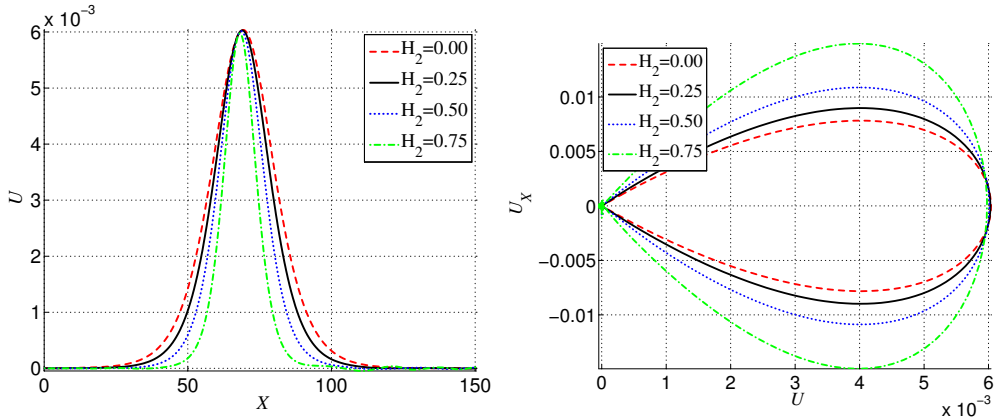 x 10⁻³
6
5
4
3
2
1
0
U
0 50 100 150
X
H₂=0.00
H₂=0.25
H₂=0.50
H₂=0.75
0.01
0.005
0
−0.005
−0.01
U_X
0 1 2 3 4 5 6
U
x 10⁻³
H₂=0.00
H₂=0.25
H₂=0.50
H₂=0.75